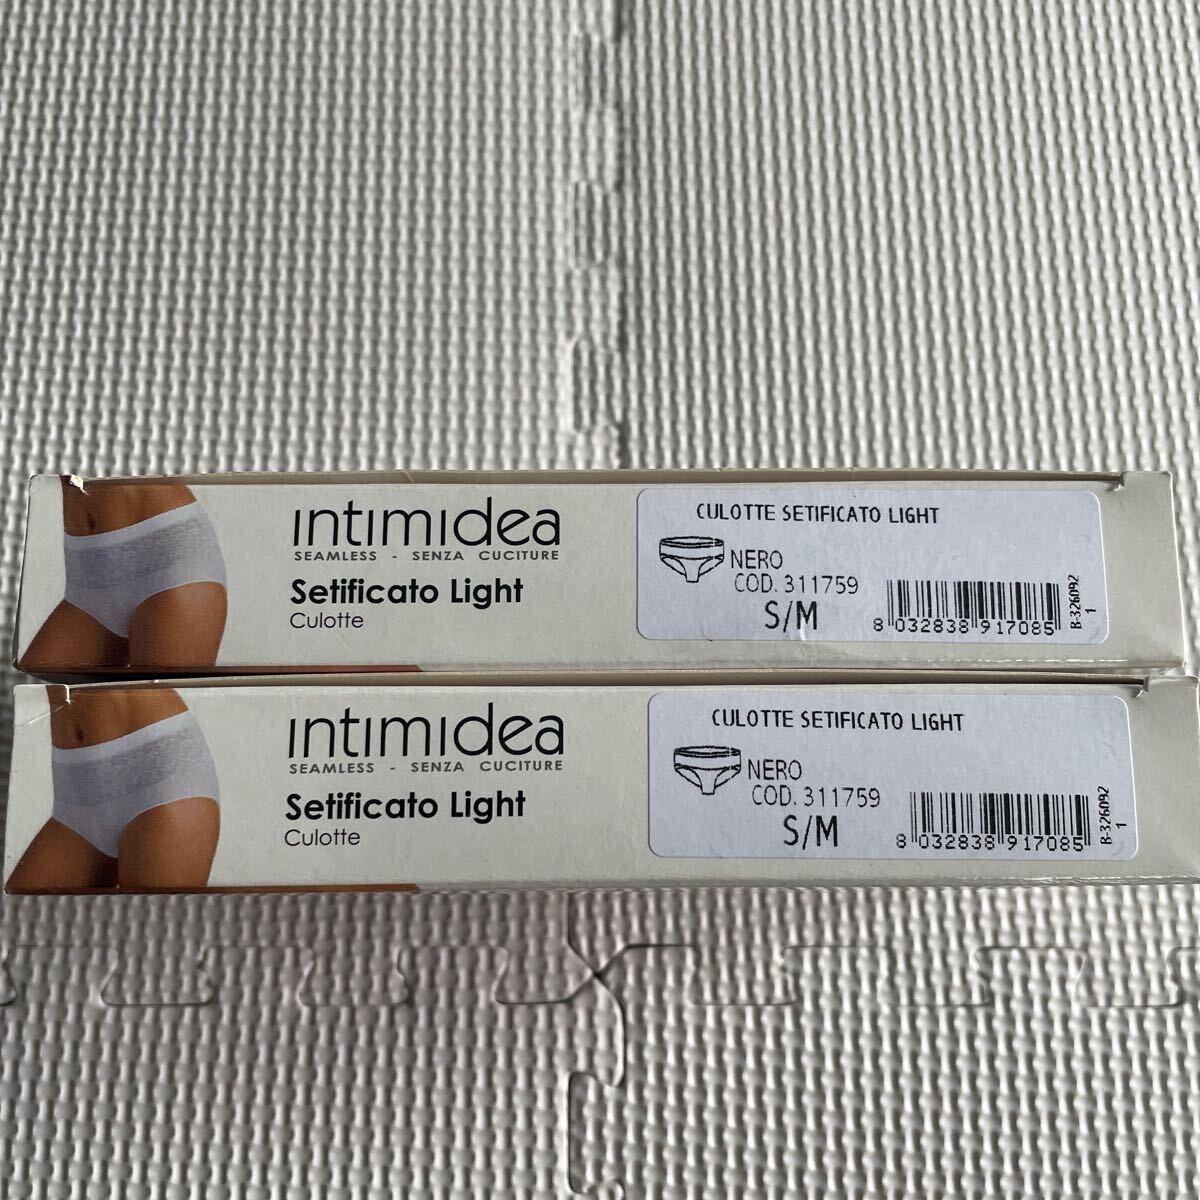 intimidea
SEAMLESS - SENZA CUCITURE
Setificato Light
Culotte
CULOTTE SETIFICATO LIGHT
NERO
COD. 311759
S/M
8 032838 917085
B-326092
1
intimidea
SEAMLESS - SENZA CUCITURE
Setificato Light
Culotte
CULOTTE SETIFICATO LIGHT
NERO
COD. 311759
S/M
8 032838 917085
B-326092
1